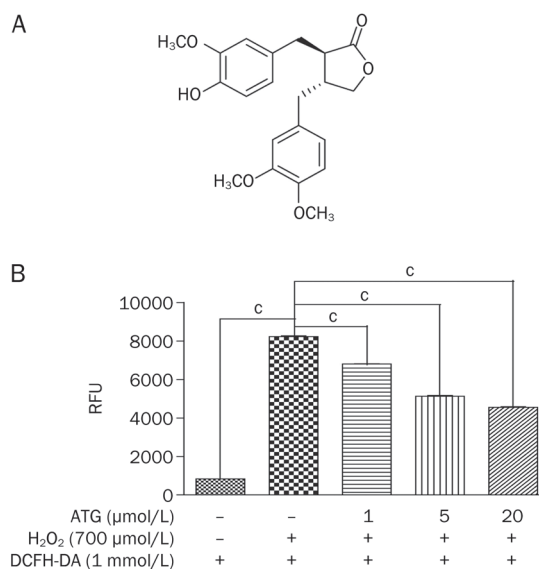 A
O
H₃CO
O
HO
H₃CO
OCH₃
B
c
c
c
c
10000
8000
6000
4000
2000
0
RFU
ATG (μmol/L) – – 1 5 20
H₂O₂ (700 μmol/L) – + + + +
DCFH-DA (1 mmol/L) + + + + +